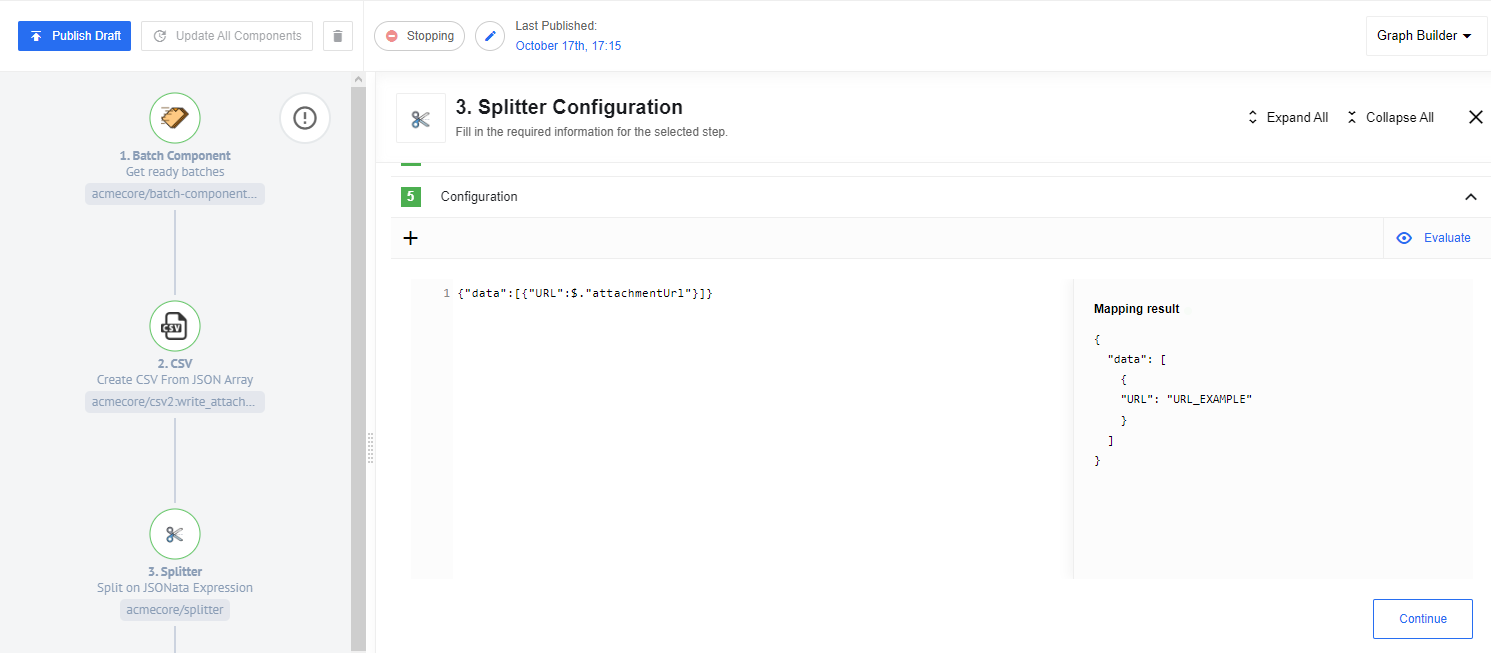 Publish Draft
Update All Components
Stopping
Last Published:
October 17th, 17:15
Graph Builder
1. Batch Component
Get ready batches
acmecore/batch-component...
2. CSV
Create CSV From JSON Array
acmecore/csv2:write_attach...
3. Splitter
Split on JSONata Expression
acmecore/splitter
3. Splitter Configuration
Fill in the required information for the selected step.
Expand All
Collapse All
5 Configuration
Evaluate
1 {"data":[{"URL":$."attachmentUrl"}]}
Mapping result
{
"data": [
{
"URL": "URL_EXAMPLE"
}
]
}
Continue